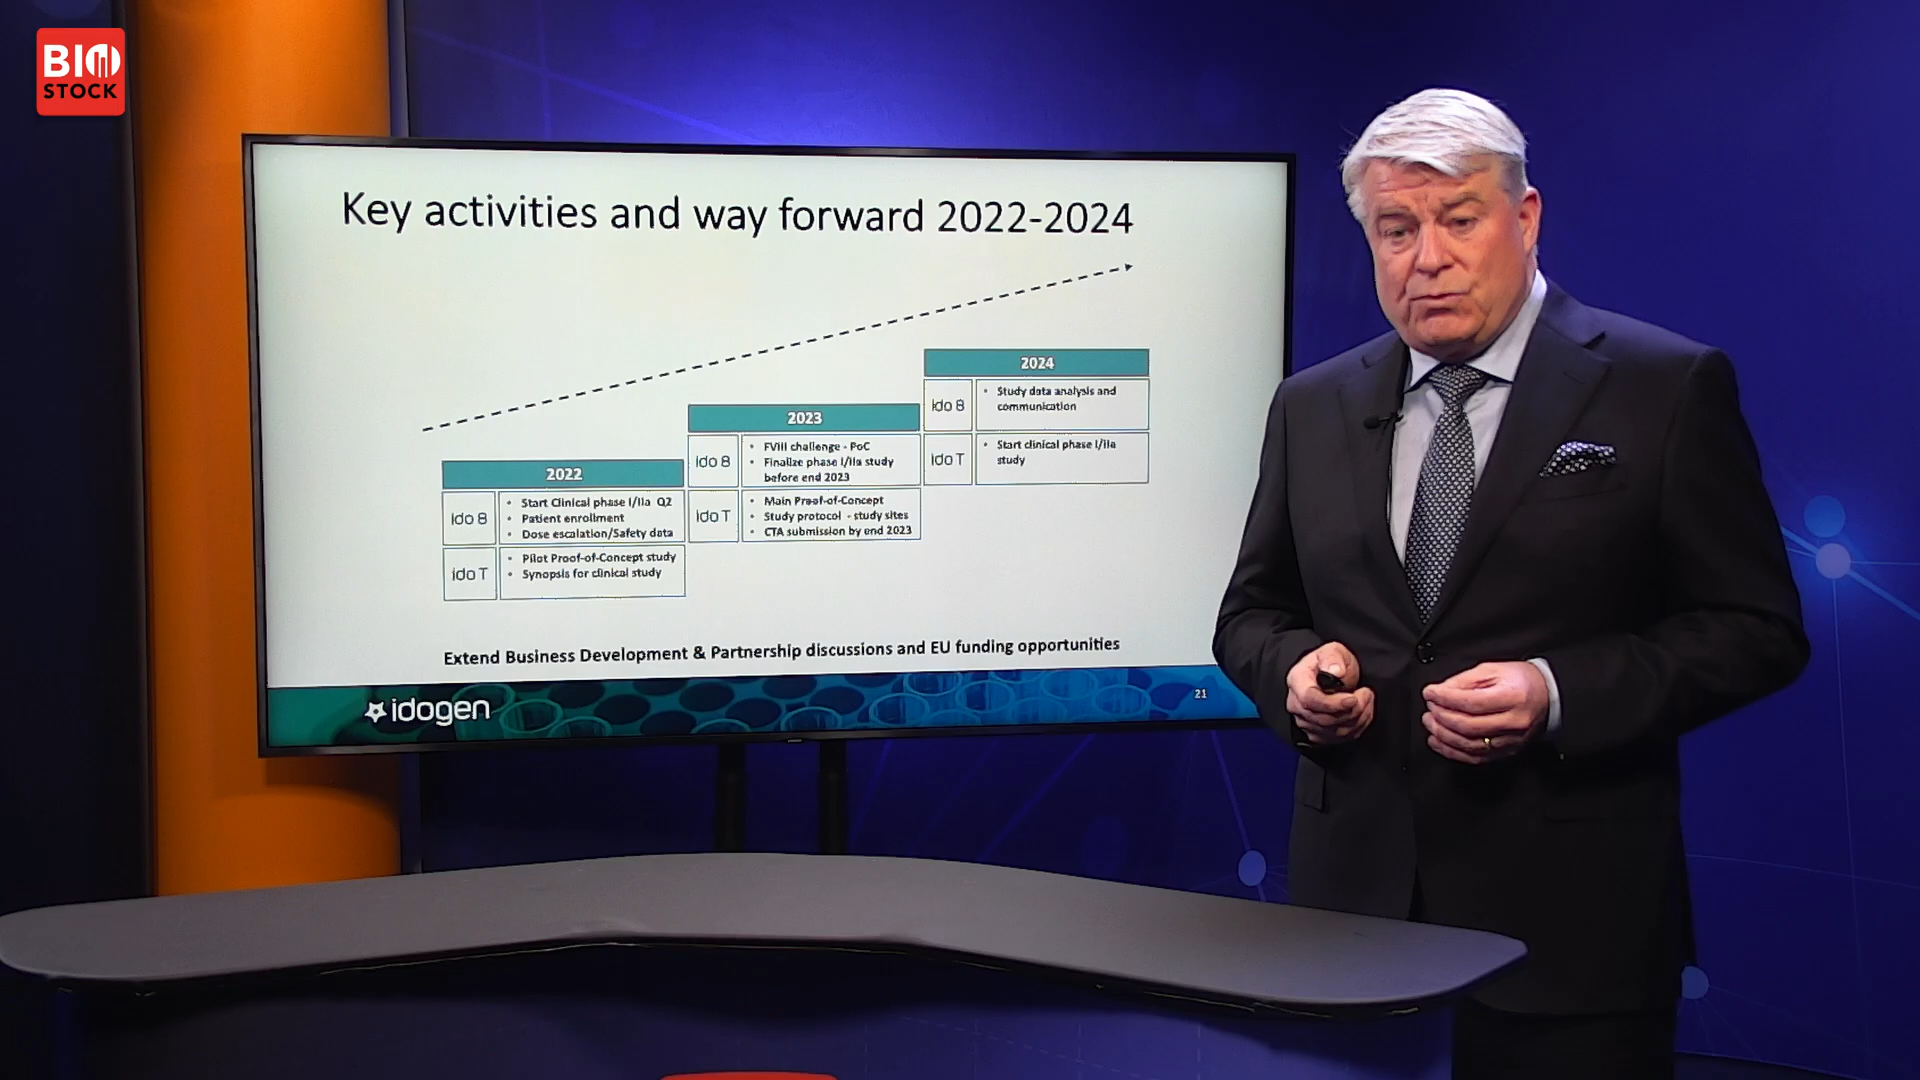 BIO
STOCK
Key activities and way forward 2022-2024
2022
ido 8
• Start Clinical phase I/IIa Q2
• Patient enrollment
• Dose escalation/Safety data
ido T
• Pilot Proof-of-Concept study
• Synopsis for clinical study
2023
ido 8
• FVIII challenge - PoC
• Finalize phase I/IIa study
before end 2023
ido T
• Main Proof-of-Concept
• Study protocol - study sites
• CTA submission by end 2023
2024
ido 8
• Study data analysis and
communication
ido T
• Start clinical phase I/IIa
study
Extend Business Development & Partnership discussions and EU funding opportunities
idogen
21